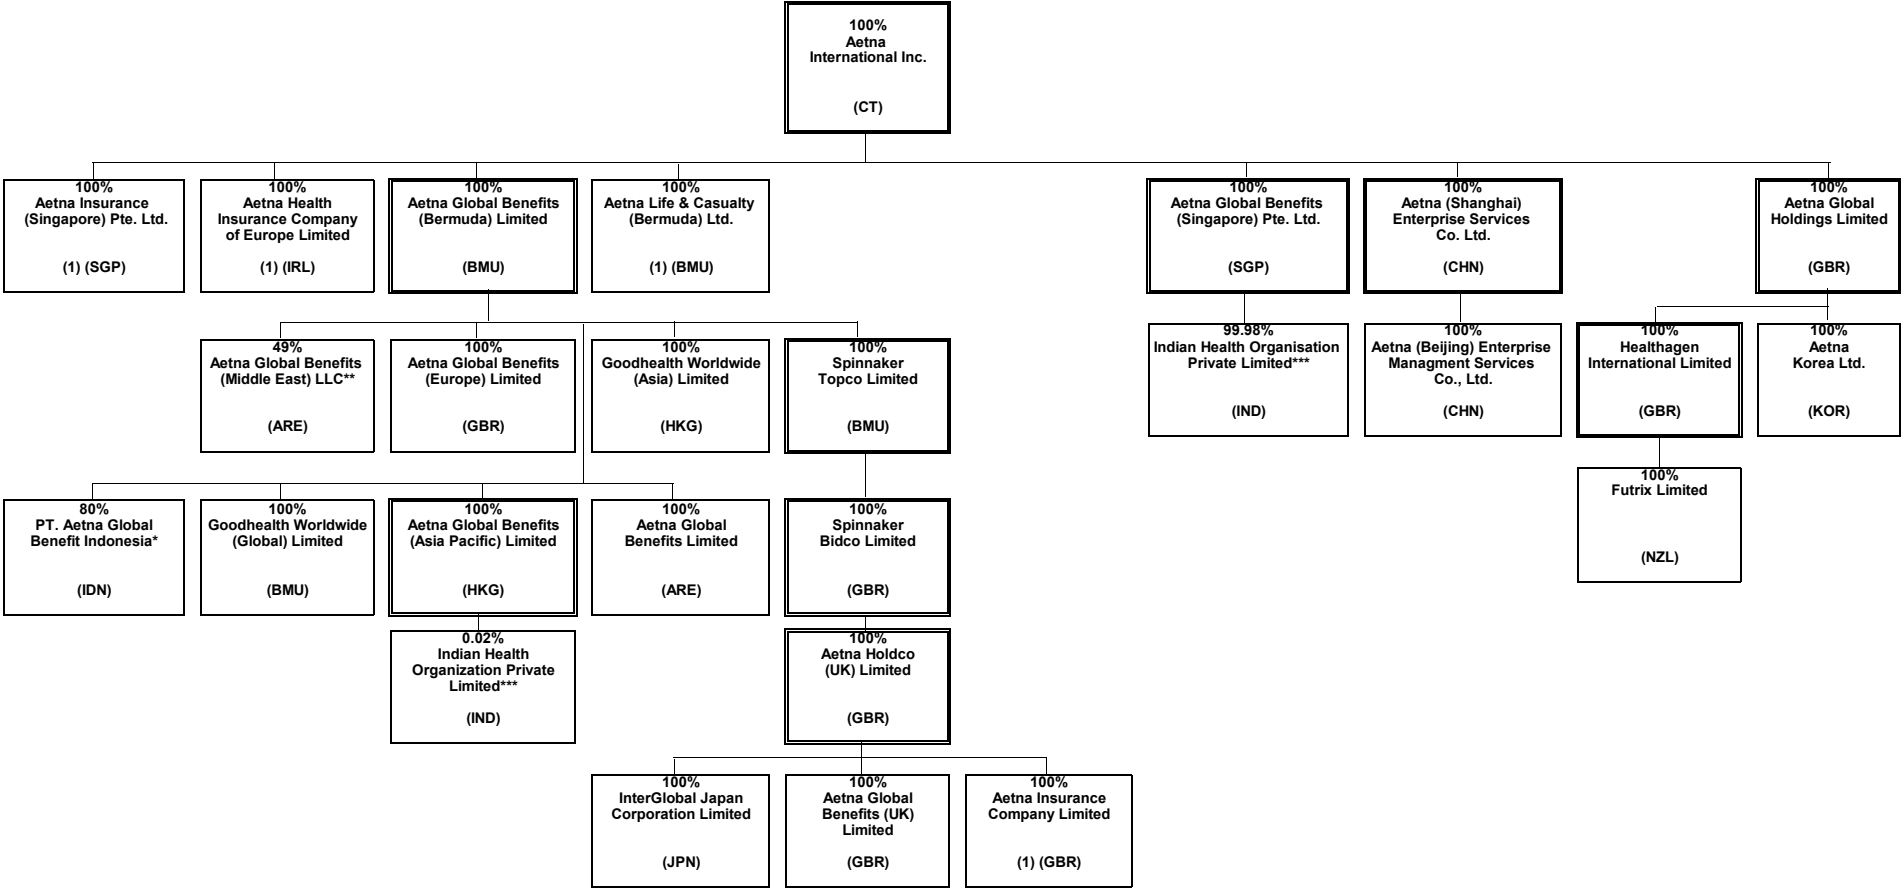 100%
Aetna
International Inc.
(CT)
100%
Aetna Insurance
(Singapore) Pte. Ltd.
(1) (SGP)
100%
Aetna Health
Insurance Company
of Europe Limited
(1) (IRL)
100%
Aetna Global Benefits
(Bermuda) Limited
(BMU)
100%
Aetna Life & Casualty
(Bermuda) Ltd.
(1) (BMU)
100%
Aetna Global Benefits
(Singapore) Pte. Ltd.
(SGP)
100%
Aetna (Shanghai)
Enterprise Services
Co. Ltd.
(CHN)
100%
Aetna Global
Holdings Limited
(GBR)
49%
Aetna Global Benefits
(Middle East) LLC**
(ARE)
100%
Aetna Global Benefits
(Europe) Limited
(GBR)
100%
Goodhealth Worldwide
(Asia) Limited
(HKG)
100%
Spinnaker
Topco Limited
(BMU)
99.98%
Indian Health Organisation
Private Limited***
(IND)
100%
Aetna (Beijing) Enterprise
Managment Services
Co., Ltd.
(CHN)
100%
Healthagen
International Limited
(GBR)
100%
Aetna
Korea Ltd.
(KOR)
100%
Futrix Limited
(NZL)
80%
PT. Aetna Global
Benefit Indonesia*
(IDN)
100%
Goodhealth Worldwide
(Global) Limited
(BMU)
100%
Aetna Global Benefits
(Asia Pacific) Limited
(HKG)
100%
Aetna Global
Benefits Limited
(ARE)
100%
Spinnaker
Bidco Limited
(GBR)
0.02%
Indian Health
Organization Private
Limited***
(IND)
100%
Aetna Holdco
(UK) Limited
(GBR)
100%
InterGlobal Japan
Corporation Limited
(JPN)
100%
Aetna Global
Benefits (UK)
Limited
(GBR)
100%
Aetna Insurance
Company Limited
(1) (GBR)